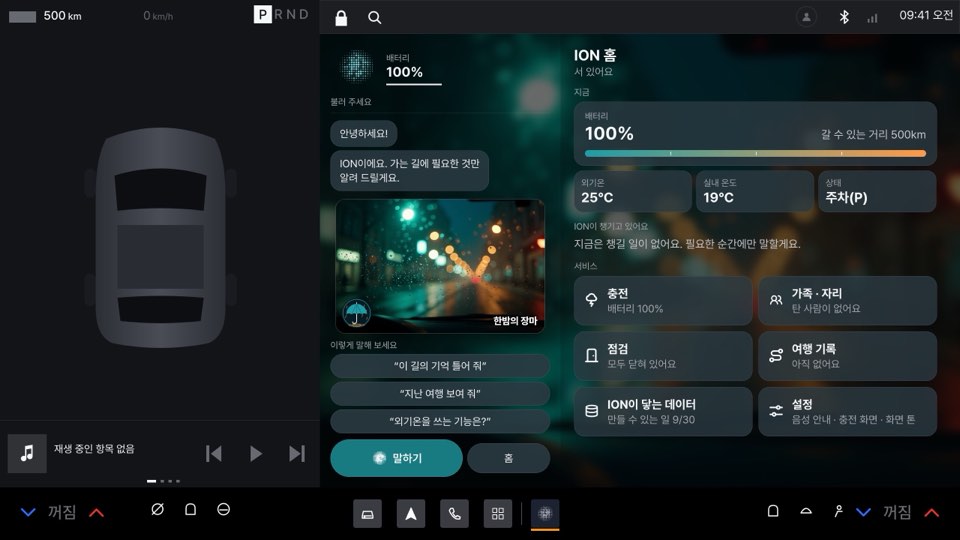 500 km
0 km/h
P R N D
09:41 오전
배터리
100%
불러 주세요
안녕하세요!
ION이에요. 가는 길에 필요한 것만
알려 드릴게요.
한밤의 장마
이렇게 말해 보세요
“이 길의 기억 틀어 줘”
“지난 여행 보여 줘”
“외기온을 쓰는 기능은?”
말하기
홈
ION 홈
서 있어요
지금
배터리
100%
갈 수 있는 거리 500km
외기온
25°C
실내 온도
19°C
상태
주차(P)
ION이 챙기고 있어요
지금은 챙길 일이 없어요. 필요한 순간에만 말할게요.
서비스
충전
배터리 100%
가족 · 자리
탄 사람이 없어요
점검
모두 닫혀 있어요
여행 기록
아직 없어요
ION이 닿는 데이터
만들 수 있는 일 9/30
설정
음성 안내 · 충전 화면 · 화면 톤
재생 중인 항목 없음
꺼짐
꺼짐